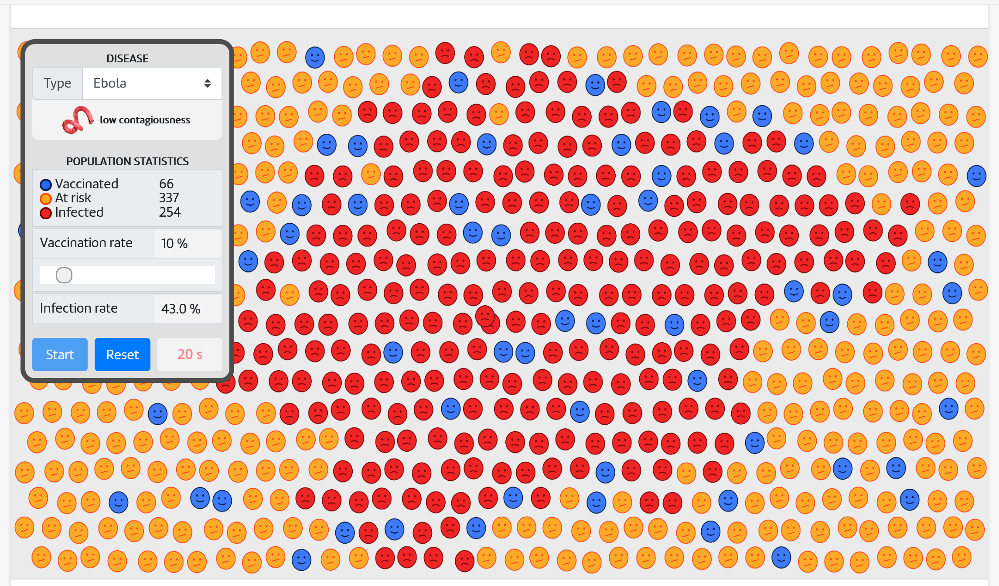 DISEASE
Type Ebola
low contagiousness
POPULATION STATISTICS
Vaccinated 66
At risk 337
Infected 254
Vaccination rate 10 %
Infection rate 43.0 %
Start Reset 20 s